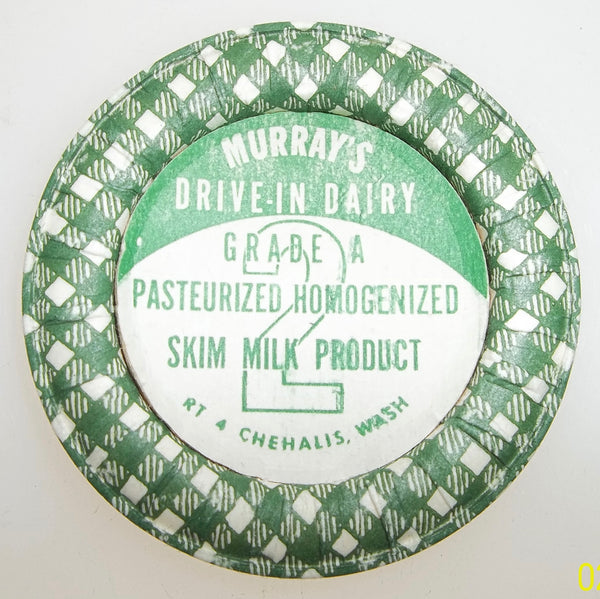 MURRAY'S
DRIVE-IN DAIRY
GRADE A
2
PASTEURIZED HOMOGENIZED
SKIM MILK PRODUCT
RT 4 CHEHALIS, WASH